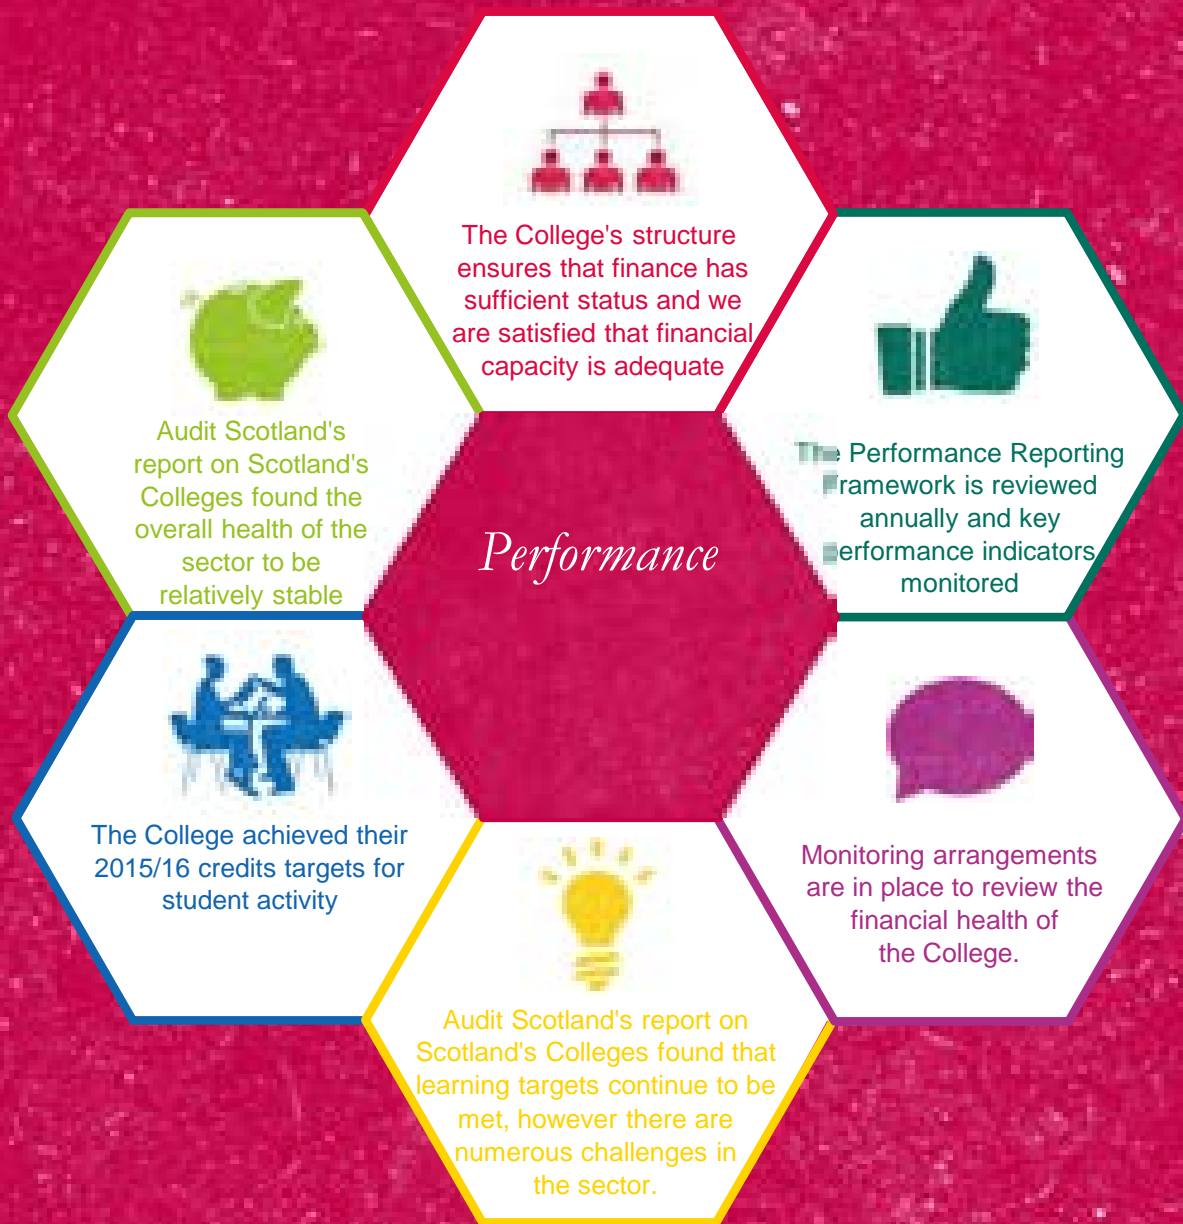 The College's structure
ensures that finance has
sufficient status and we
are satisfied that financial
capacity is adequate
Audit Scotland's
report on Scotland's
Colleges found the
overall health of the
sector to be
relatively stable
The Performance Reporting
Framework is reviewed
annually and key
performance indicators
monitored
Performance
The College achieved their
2015/16 credits targets for
student activity
Monitoring arrangements
are in place to review the
financial health of
the College.
Audit Scotland's report on
Scotland's Colleges found that
learning targets continue to be
met, however there are
numerous challenges in
the sector.